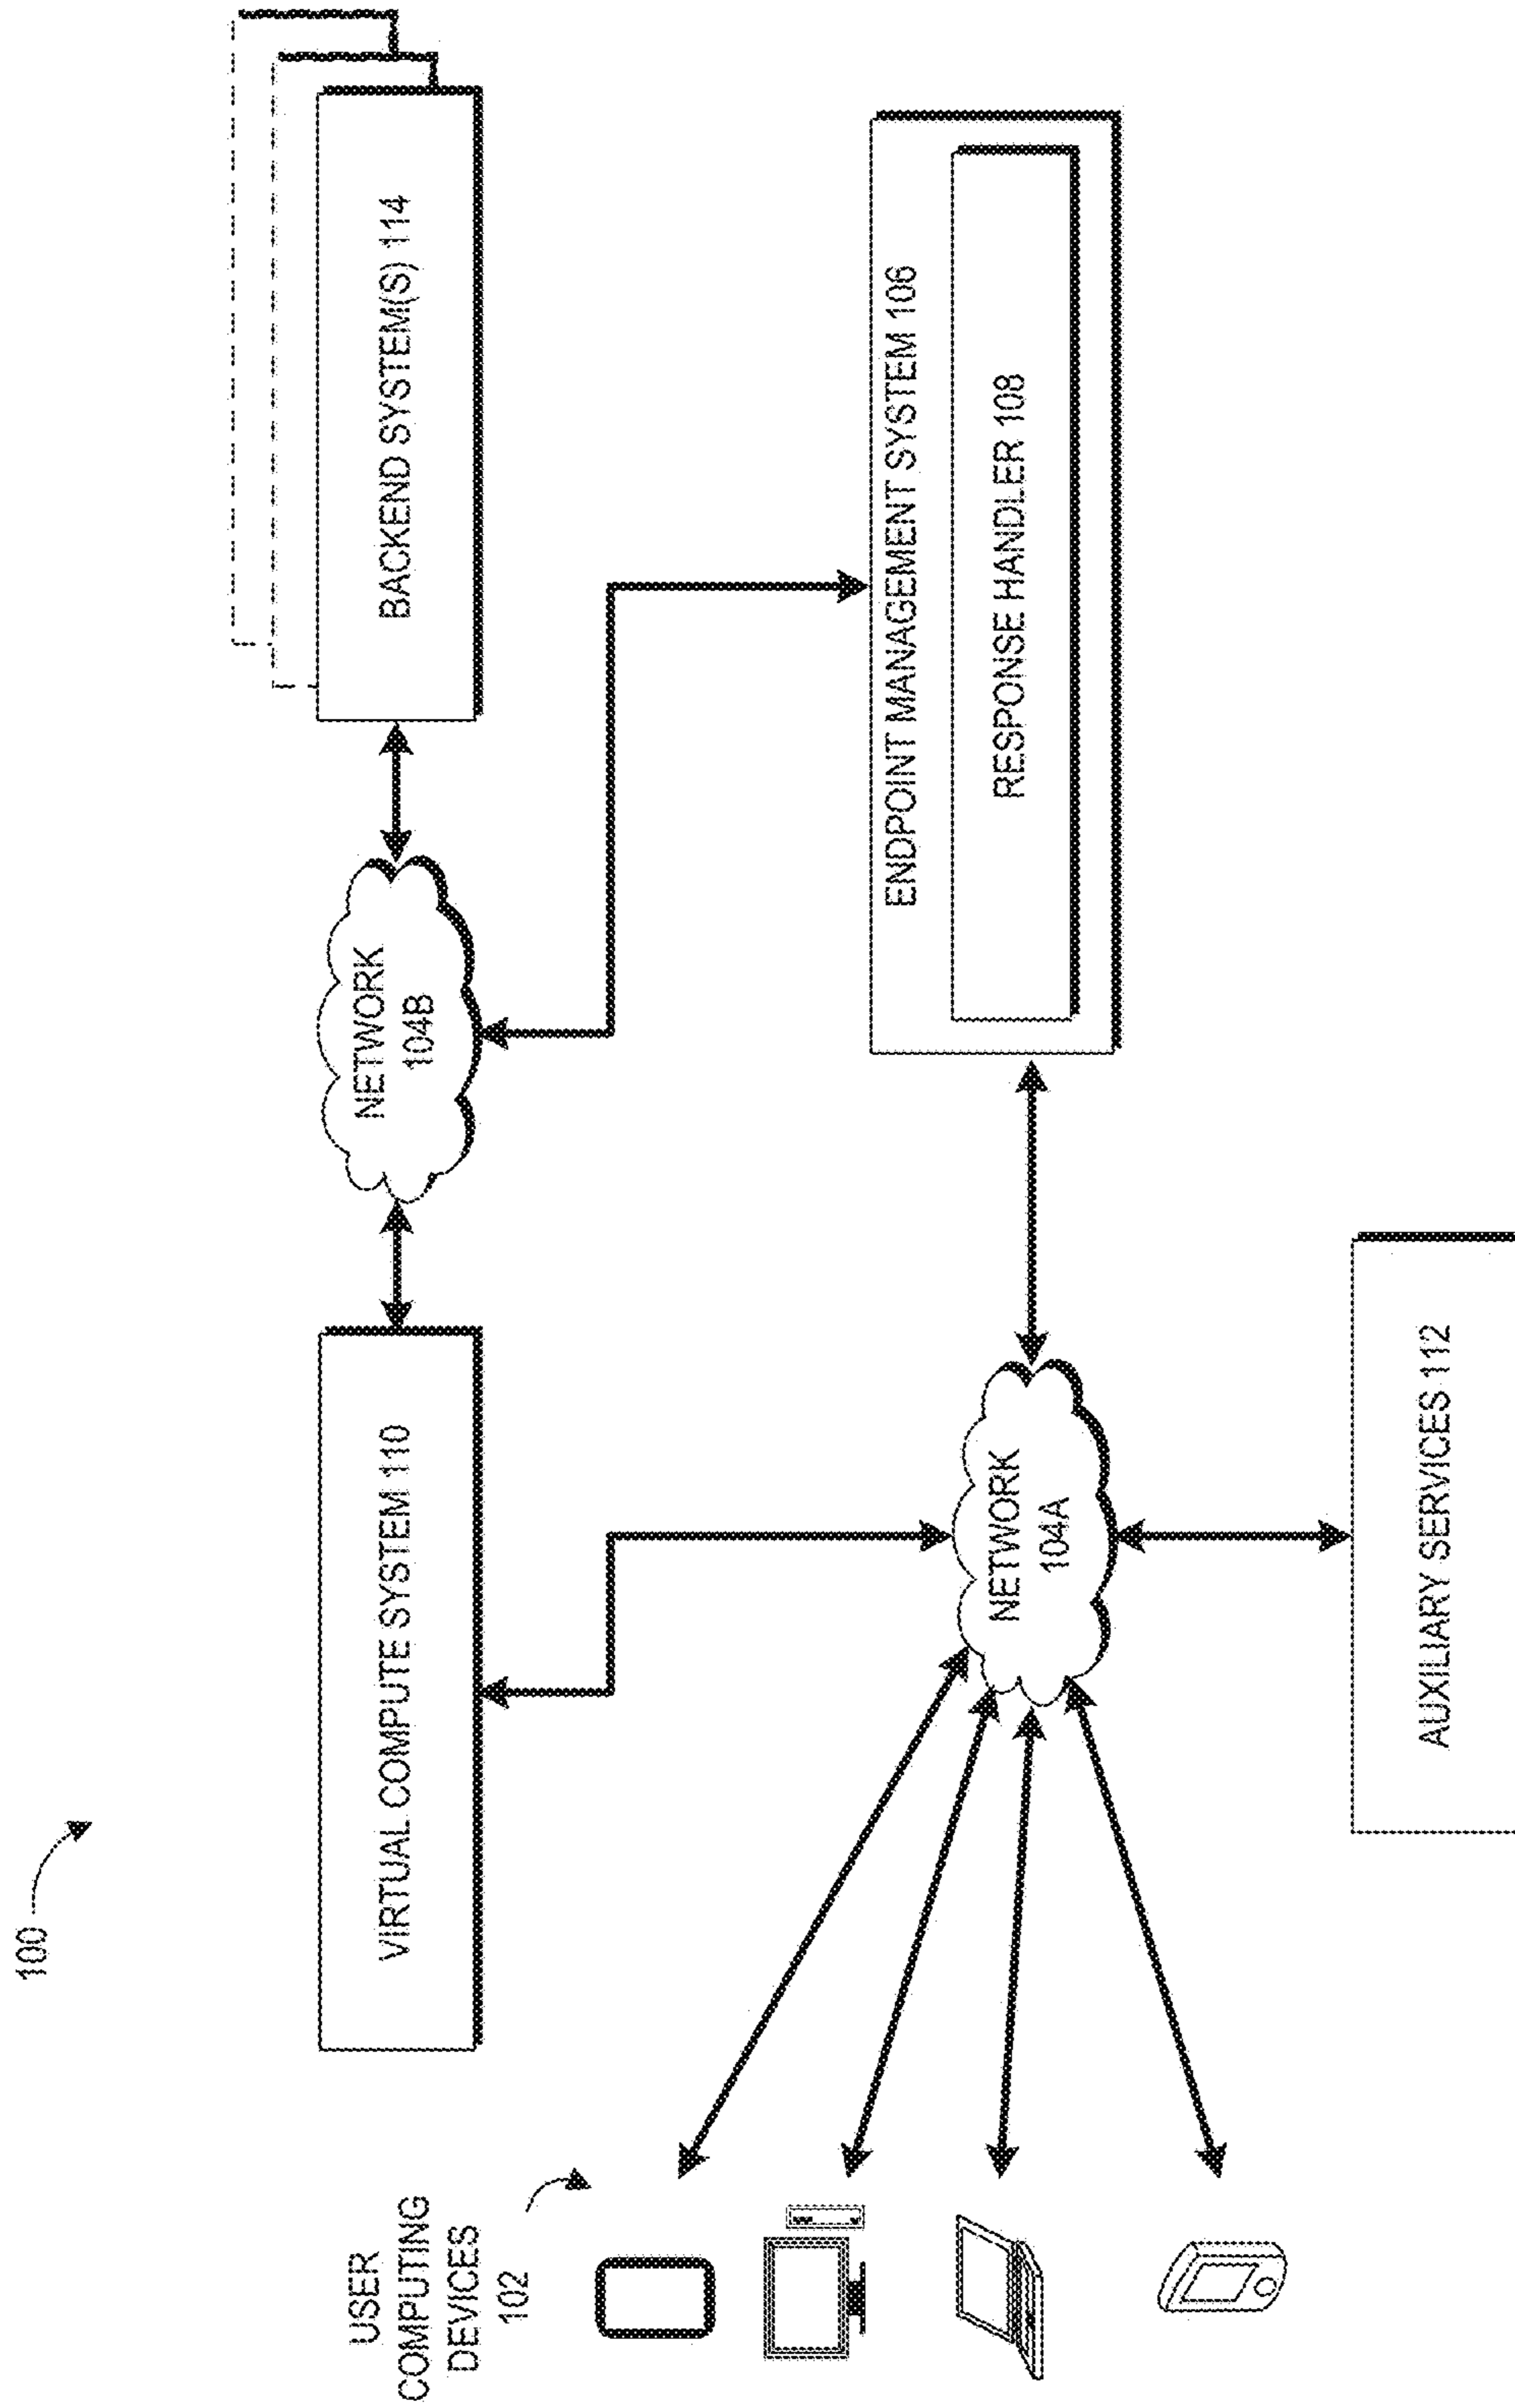 100
USER
COMPUTING
DEVICES
102
VIRTUAL COMPUTE SYSTEM 110
NETWORK
104B
BACKEND SYSTEM(S) 114
NETWORK
104A
ENDPOINT MANAGEMENT SYSTEM 106
RESPONSE HANDLER 108
AUXILIARY SERVICES 112